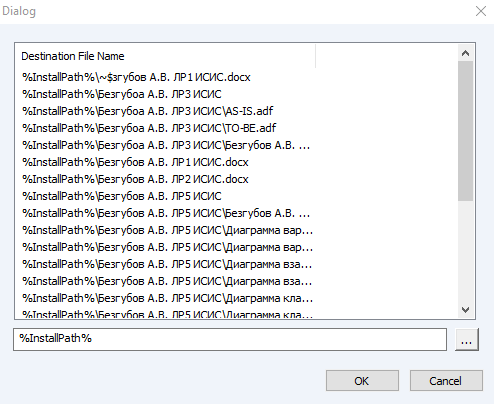 Dialog
Destination File Name
%InstallPath%\~$згубов А.В. ЛР1 ИСИС.docx
%InstallPath%\Безгубоа А.В. ЛР3 ИСИС
%InstallPath%\Безгубоа А.В. ЛР3 ИСИС\AS-IS.adf
%InstallPath%\Безгубоа А.В. ЛР3 ИСИС\TO-BE.adf
%InstallPath%\Безгубоа А.В. ЛР3 ИСИС\Безгубов А.В. ...
%InstallPath%\Безгубов А.В. ЛР1 ИСИС.docx
%InstallPath%\Безгубов А.В. ЛР2 ИСИС.docx
%InstallPath%\Безгубов А.В. ЛР5 ИСИС
%InstallPath%\Безгубов А.В. ЛР5 ИСИС\Безгубов А.В. ...
%InstallPath%\Безгубов А.В. ЛР5 ИСИС\Диаграмма вар...
%InstallPath%\Безгубов А.В. ЛР5 ИСИС\Диаграмма вар...
%InstallPath%\Безгубов А.В. ЛР5 ИСИС\Диаграмма вза...
%InstallPath%\Безгубов А.В. ЛР5 ИСИС\Диаграмма вза...
%InstallPath%\Безгубов А.В. ЛР5 ИСИС\Диаграмма кла...
%InstallPath%\Безгубов А.В. ЛР5 ИСИС\Диаграмма кла...
%InstallPath%
...
OK
Cancel